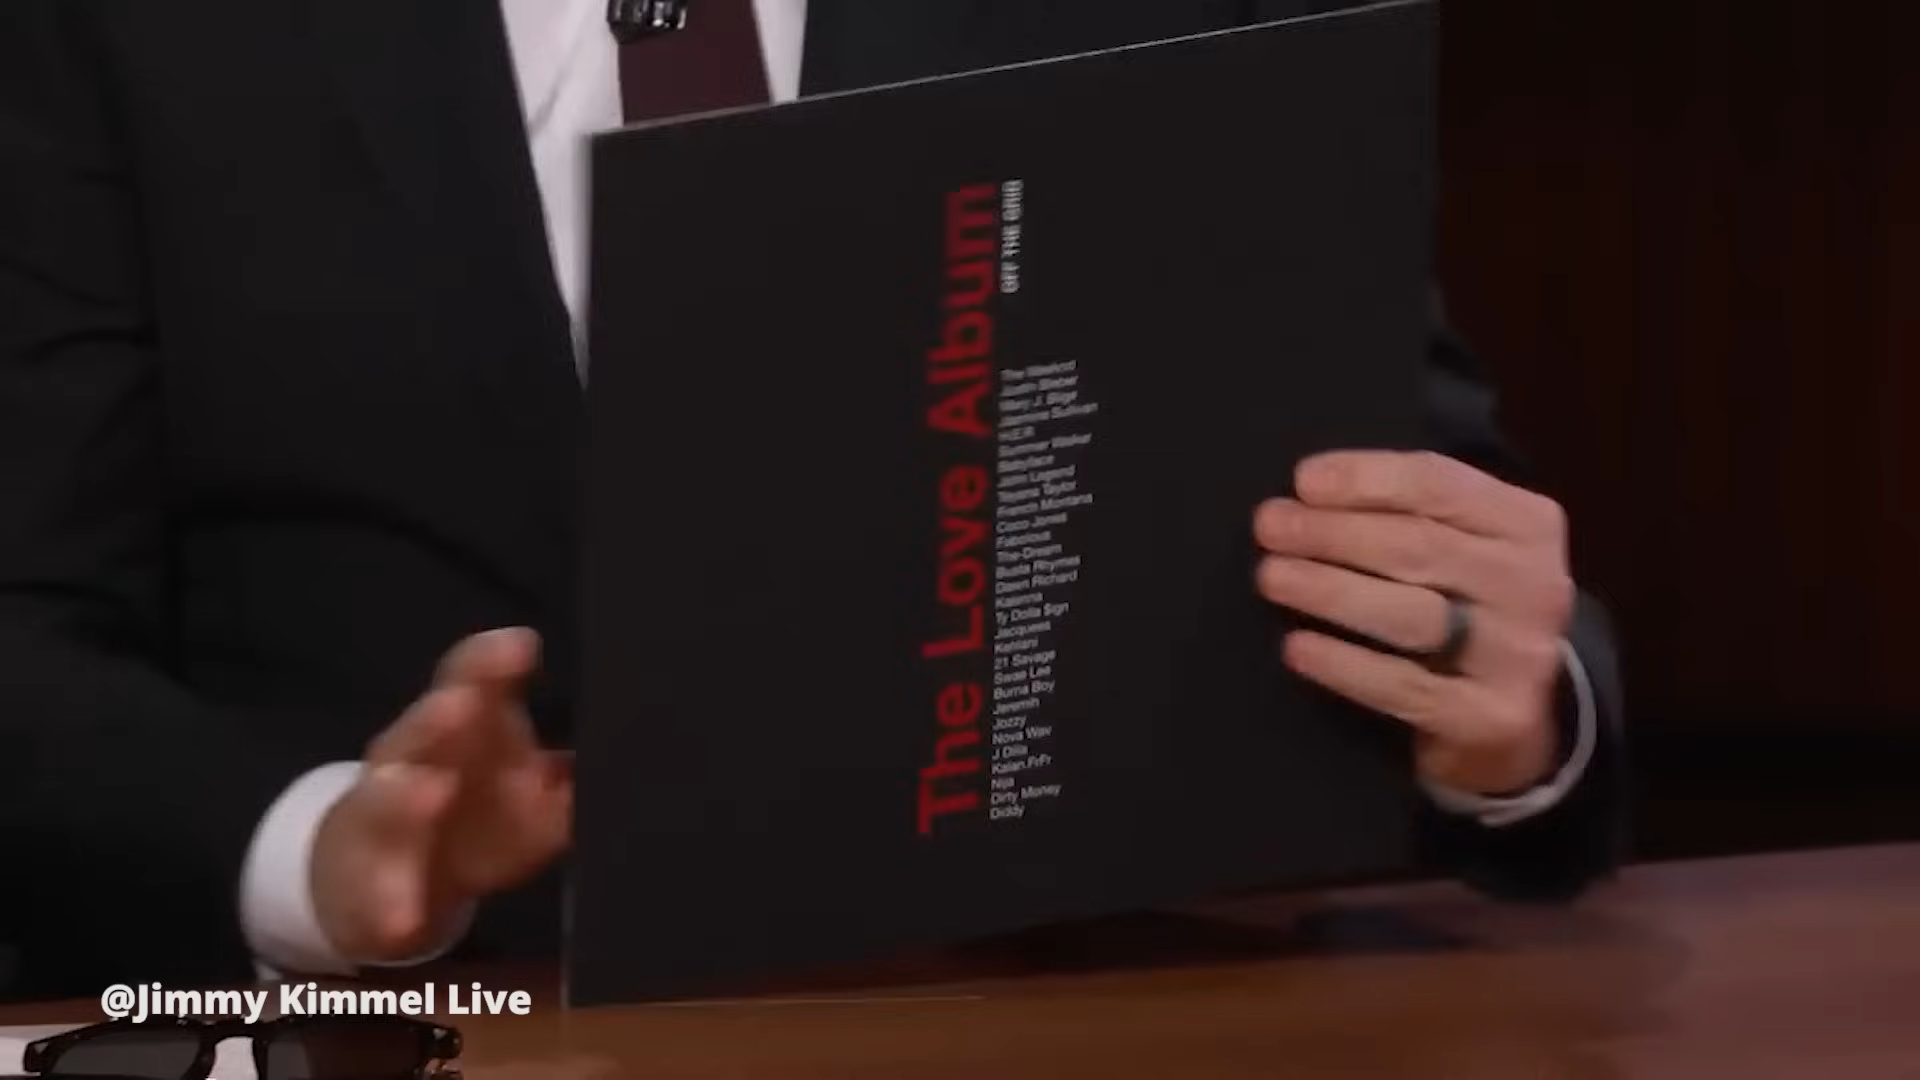 The Love Album
OFF THE GRID
The Weeknd
Justin Bieber
Mary J. Blige
Jazmine Sullivan
H.E.R.
Summer Walker
Babyface
John Legend
Teyana Taylor
French Montana
Coco Jones
Fabolous
The-Dream
Busta Rhymes
Dawn Richard
Kalenna
Ty Dolla $ign
Jacquees
Kehlani
21 Savage
Swae Lee
Burna Boy
Jeremih
Jozzy
Nova Wav
J Dilla
Kalan.FrFr
Nija
Dirty Money
Diddy
@Jimmy Kimmel Live